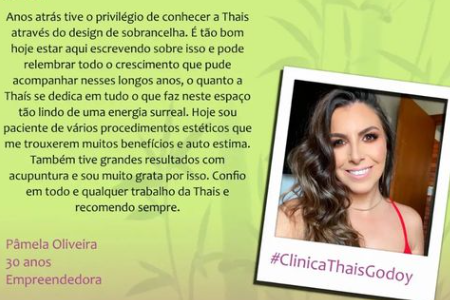 Anos atrás tive o privilégio de conhecer a Thais
através do design de sobrancelha. É tão bom
hoje estar aqui escrevendo sobre isso e pode
relembrar todo o crescimento que pude
acompanhar nesses longos anos, o quanto a
Thaís se dedica em tudo o que faz neste espaço
tão lindo de uma energia surreal. Hoje sou
paciente de vários procedimentos estéticos que
me trouxerem muitos benefícios e auto estima.
Também tive grandes resultados com
acupuntura e sou muito grata por isso. Confio
em todo e qualquer trabalho da Thais e
recomendo sempre.
Pâmela Oliveira
30 anos
Empreendedora
#ClinicaThaisGodoy